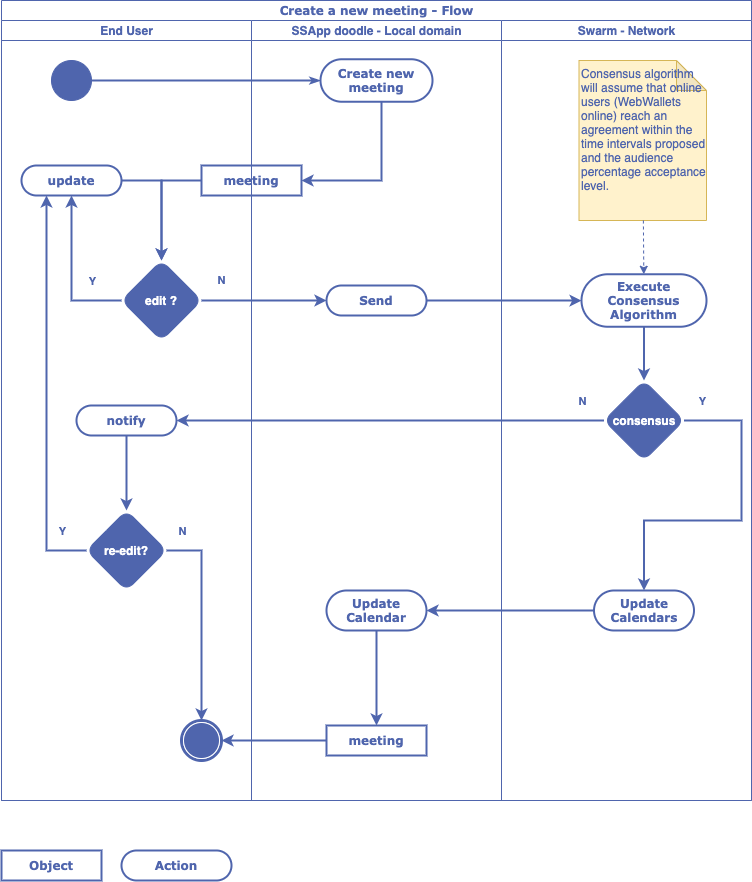 Create a new meeting - Flow
End User
SSApp doodle - Local domain
Swarm - Network
Create new
meeting
Consensus algorithm
will assume that online
users (WebWallets
online) reach an
agreement within the
time intervals proposed
and the audience
percentage acceptance
level.
update
meeting
Y
N
edit ?
Send
Execute
Consensus
Algorithm
N
Y
notify
consensus
Y
N
re-edit?
Update
Calendar
Update
Calendars
meeting
Object
Action